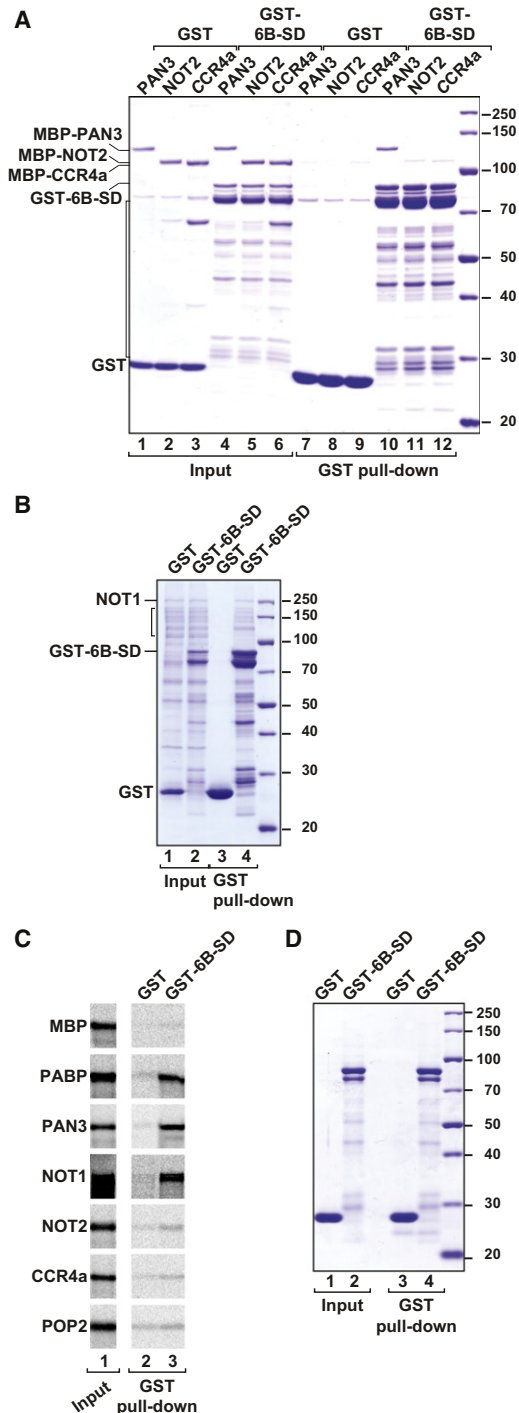 A
GST GST-6B-SD GST GST-6B-SD
PAN3 NOT2 CCR4a PAN3 NOT2 CCR4a PAN3 NOT2 CCR4a PAN3 NOT2 CCR4a
MBP-PAN3
MBP-NOT2
MBP-CCR4a
GST-6B-SD
GST
250
150
100
70
50
40
30
20
1 2 3 4 5 6 7 8 9 10 11 12
Input GST pull-down
B
GST GST-6B-SD GST GST-6B-SD
NOT1
GST-6B-SD
GST
250
150
100
70
50
40
30
20
1 2 3 4
Input GST
pull-down
C
GST GST-6B-SD
MBP
PABP
PAN3
NOT1
NOT2
CCR4a
POP2
1 2 3
Input GST
pull-down
D
GST GST-6B-SD GST GST-6B-SD
250
150
100
70
50
40
30
20
1 2 3 4
Input GST
pull-down